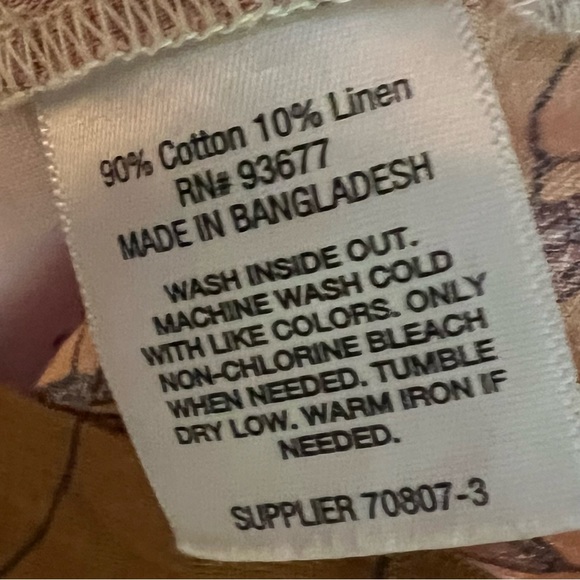 90% Cotton 10% Linen
RN# 93677
MADE IN BANGLADESH
WASH INSIDE OUT.
MACHINE WASH COLD
WITH LIKE COLORS. ONLY
NON-CHLORINE BLEACH
WHEN NEEDED. TUMBLE
DRY LOW. WARM IRON IF
NEEDED.
SUPPLIER 70807-3